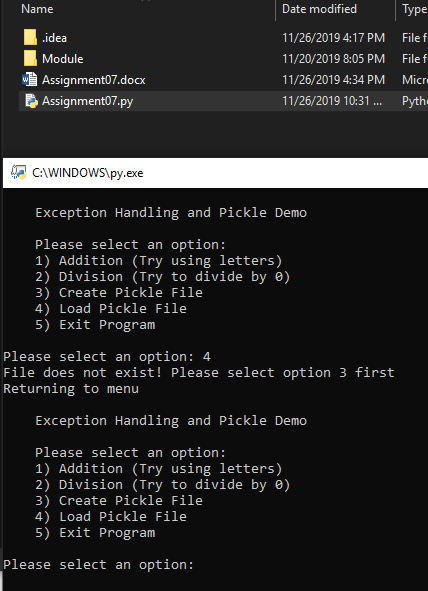 Name Date modified Type
.idea 11/26/2019 4:17 PM File f
Module 11/20/2019 8:05 PM File f
Assignment07.docx 11/26/2019 4:34 PM Micr
Assignment07.py 11/26/2019 10:31 ... Pytho
C:\WINDOWS\py.exe
Exception Handling and Pickle Demo
Please select an option:
1) Addition (Try using letters)
2) Division (Try to divide by 0)
3) Create Pickle File
4) Load Pickle File
5) Exit Program
Please select an option: 4
File does not exist! Please select option 3 first
Returning to menu
Exception Handling and Pickle Demo
Please select an option:
1) Addition (Try using letters)
2) Division (Try to divide by 0)
3) Create Pickle File
4) Load Pickle File
5) Exit Program
Please select an option: